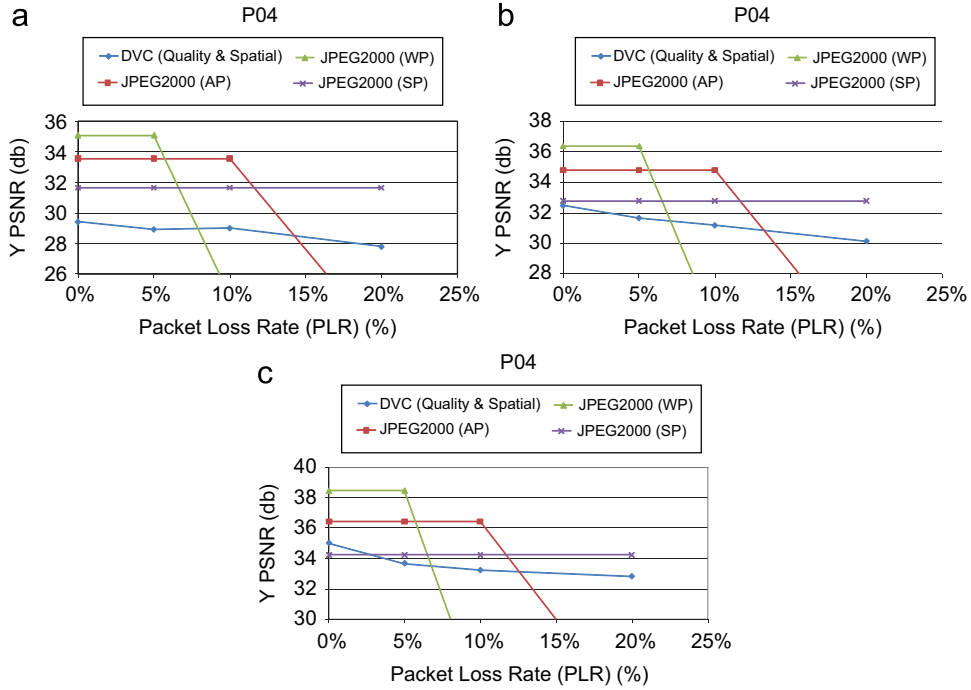 a
P04
DVC (Quality & Spatial)
JPEG2000 (WP)
JPEG2000 (AP)
JPEG2000 (SP)
Y PSNR (db)
36
34
32
30
28
26
0%
5%
10%
15%
20%
25%
Packet Loss Rate (PLR) (%)
b
P04
DVC (Quality & Spatial)
JPEG2000 (WP)
JPEG2000 (AP)
JPEG2000 (SP)
Y PSNR (db)
38
36
34
32
30
28
0%
5%
10%
15%
20%
25%
Packet Loss Rate (PLR) (%)
c
P04
DVC (Quality & Spatial)
JPEG2000 (WP)
JPEG2000 (AP)
JPEG2000 (SP)
Y PSNR (db)
40
38
36
34
32
30
0%
5%
10%
15%
20%
25%
Packet Loss Rate (PLR) (%)